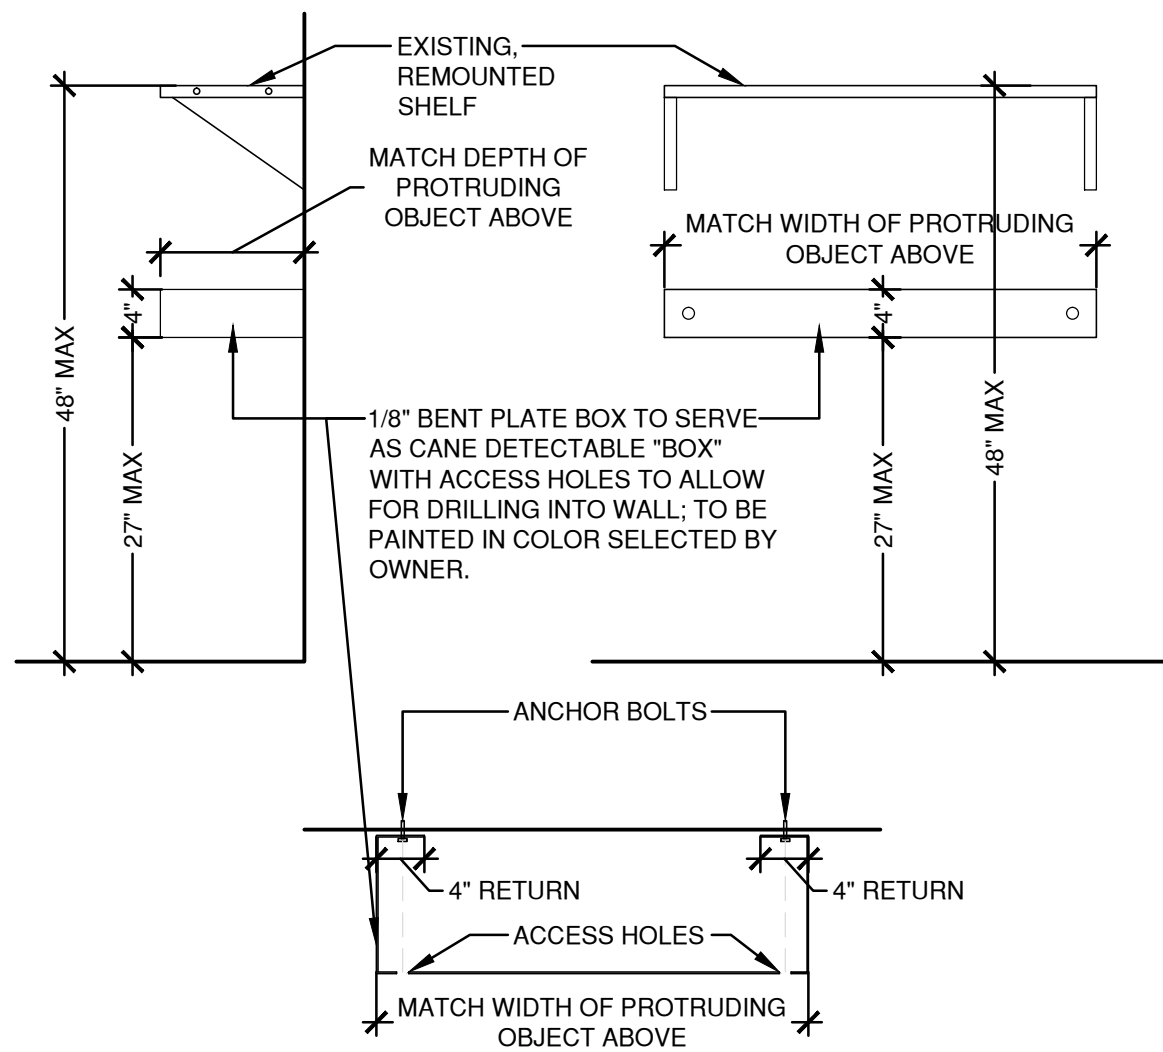 EXISTING,
REMOUNTED
SHELF
MATCH DEPTH OF
PROTRUDING
OBJECT ABOVE
MATCH WIDTH OF PROTRUDING
OBJECT ABOVE
4"
4"
48" MAX
27" MAX
48" MAX
27" MAX
1/8" BENT PLATE BOX TO SERVE
AS CANE DETECTABLE "BOX"
WITH ACCESS HOLES TO ALLOW
FOR DRILLING INTO WALL; TO BE
PAINTED IN COLOR SELECTED BY
OWNER.
ANCHOR BOLTS
4" RETURN
4" RETURN
ACCESS HOLES
MATCH WIDTH OF PROTRUDING
OBJECT ABOVE